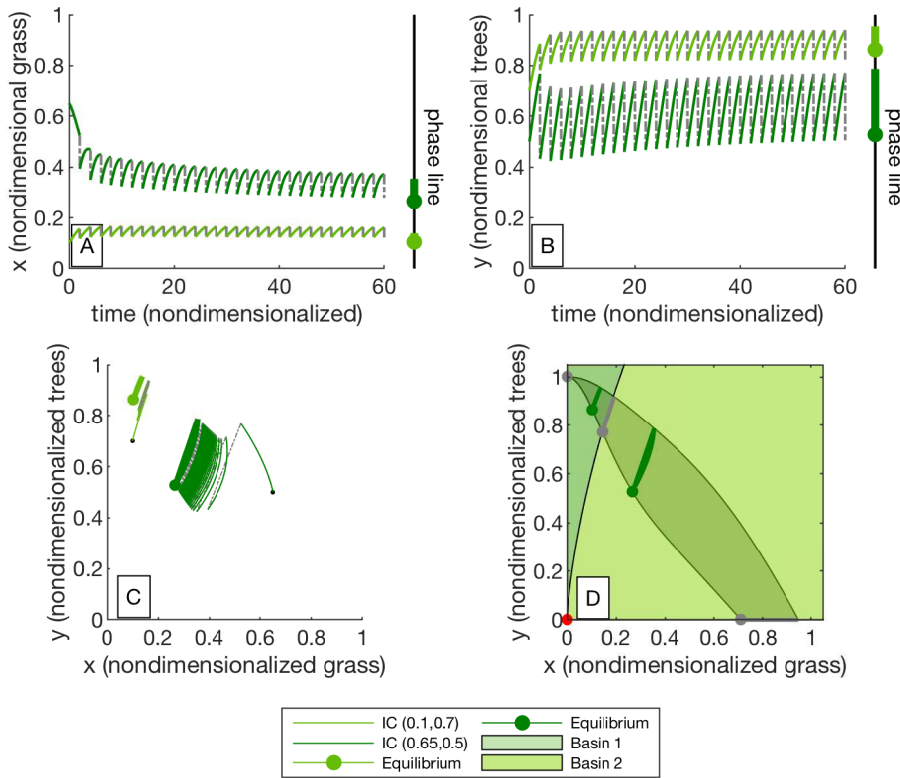 x (nondimensional grass)
1
0.8
0.6
0.4
0.2
0
0
20
40
60
time (nondimensionalized)
A
phase line
y (nondimensional trees)
1
0.8
0.6
0.4
0.2
0
0
20
40
60
time (nondimensionalized)
B
phase line
y (nondimensionalized trees)
1
0.8
0.6
0.4
0.2
0
0
0.2
0.4
0.6
0.8
1
x (nondimensionalized grass)
C
y (nondimensionalized trees)
1
0.8
0.6
0.4
0.2
0
0
0.2
0.4
0.6
0.8
1
x (nondimensionalized grass)
D
IC (0.1,0.7)
IC (0.65,0.5)
Equilibrium
Equilibrium
Basin 1
Basin 2